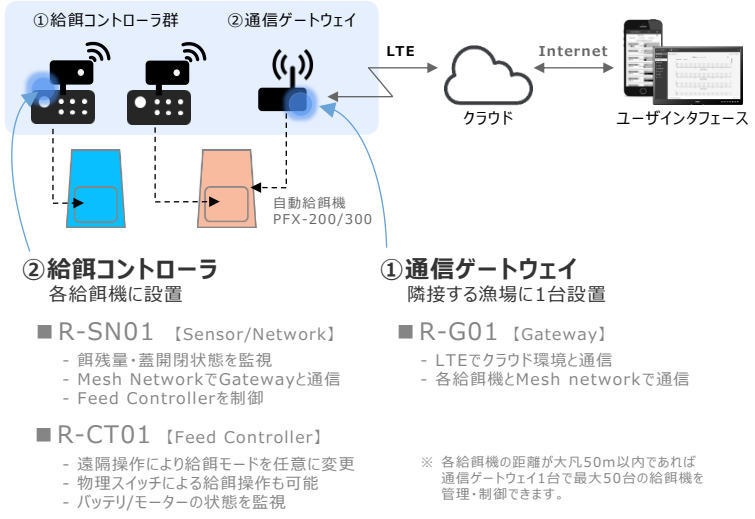 ①給餌コントローラ群
②通信ゲートウェイ
LTE
Internet
クラウド
ユーザインタフェース
自動給餌機
PFX-200/300
②給餌コントローラ
各給餌機に設置
■R-SN01 【Sensor/Network】
- 餌残量・蓋開閉状態を監視
- Mesh NetworkでGatewayと通信
- Feed Controllerを制御
■R-CT01 【Feed Controller】
- 遠隔操作により給餌モードを任意に変更
- 物理スイッチによる給餌操作も可能
- バッテリ/モーターの状態を監視
①通信ゲートウェイ
隣接する漁場に1台設置
■R-G01 【Gateway】
- LTEでクラウド環境と通信
- 各給餌機とMesh networkで通信
※ 各給餌機の距離が大凡50m以内であれば
通信ゲートウェイ1台で最大50台の給餌機を
管理・制御できます。